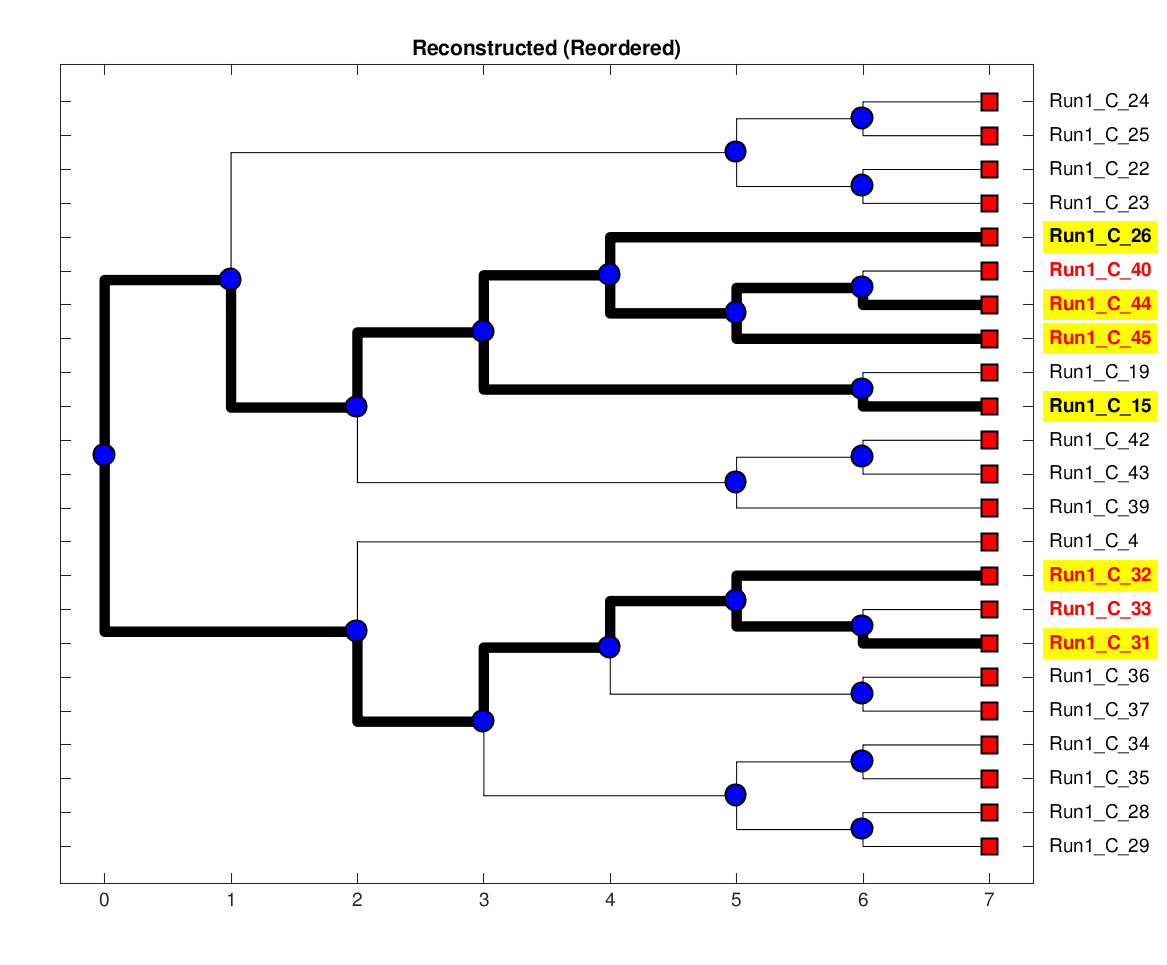 Reconstructed (Reordered)
Run1_C_24
Run1_C_25
Run1_C_22
Run1_C_23
Run1_C_26
Run1_C_40
Run1_C_44
Run1_C_45
Run1_C_19
Run1_C_15
Run1_C_42
Run1_C_43
Run1_C_39
Run1_C_4
Run1_C_32
Run1_C_33
Run1_C_31
Run1_C_36
Run1_C_37
Run1_C_34
Run1_C_35
Run1_C_28
Run1_C_29
0 1 2 3 4 5 6 7